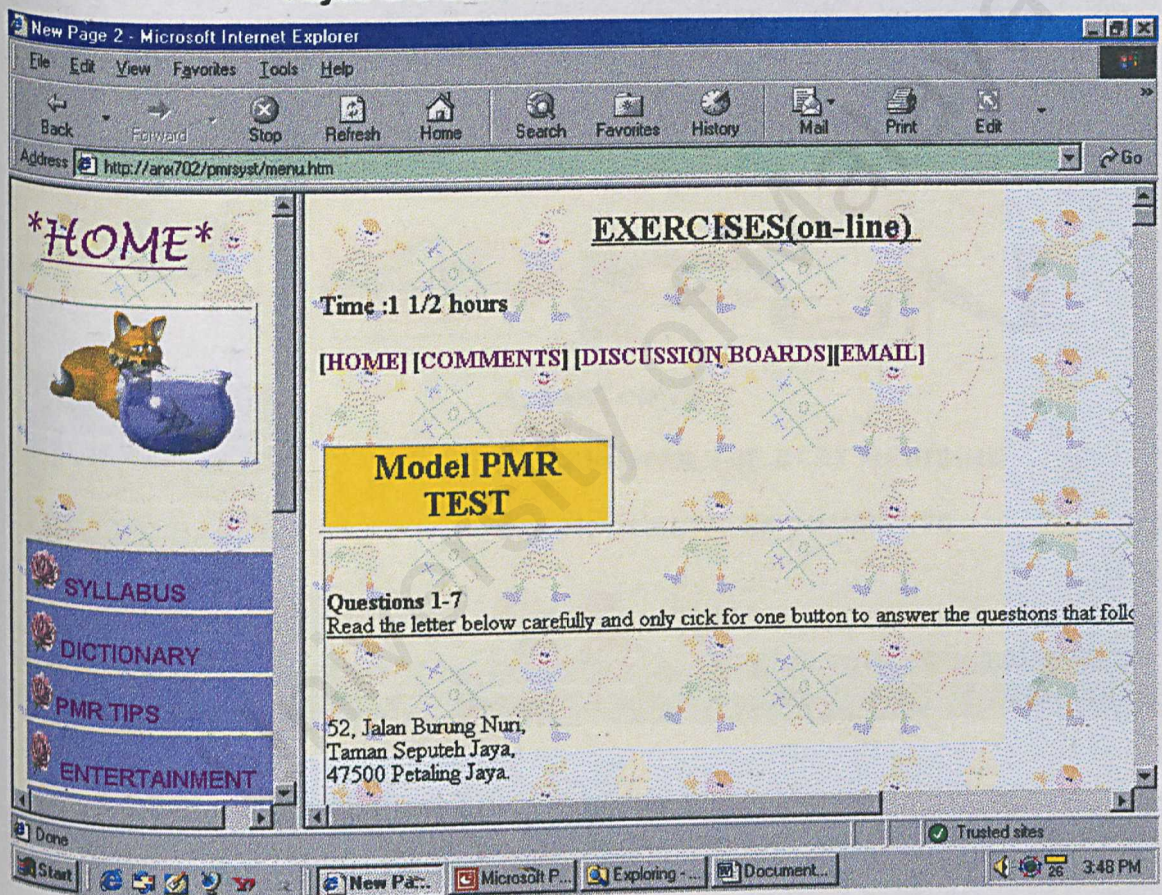 New Page 2 - Microsoft Internet Explorer
File Edit View Favorites Tools Help
Back Forward Stop Refresh Home Search Favorites History Mail Print Edit
Address http://anx702/pmrsyst/menu.htm Go
*HOME*
SYLLABUS
DICTIONARY
PMR TIPS
ENTERTAINMENT
EXERCISES(on-line)
Time :1 1/2 hours
[HOME] [COMMENTS] [DISCUSSION BOARDS][EMAIL]
Model PMR
TEST
Questions 1-7
Read the letter below carefully and only cick for one button to answer the questions that follo
52, Jalan Burung Nuri,
Taman Seputeh Jaya,
47500 Petaling Jaya.
Done Trusted sites
Start New Pa... Microsoft P... Exploring - ... Document... 26 3:48 PM